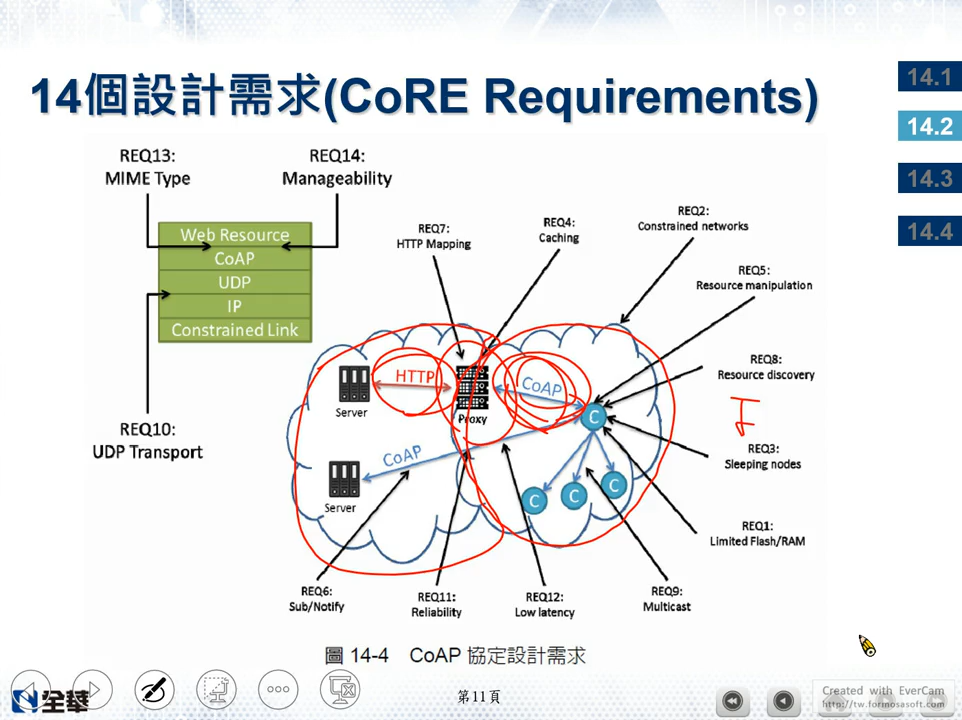 14個設計需求(CoRE Requirements)
14.1
14.2
14.3
14.4
REQ13:
MIME Type
REQ14:
Manageability
Web Resource
CoAP
UDP
IP
Constrained Link
REQ10:
UDP Transport
REQ7:
HTTP Mapping
REQ4:
Caching
REQ2:
Constrained networks
REQ5:
Resource manipulation
REQ8:
Resource discovery
REQ3:
Sleeping nodes
REQ1:
Limited Flash/RAM
HTTP
CoAP
Server
Proxy
C
CoAP
Server
C
C
C
REQ6:
Sub/Notify
REQ11:
Reliability
REQ12:
Low latency
REQ9:
Multicast
圖 14-4 CoAP 協定設計需求
全華
第11頁
Created with EverCam
http://tw.formosasoft.com